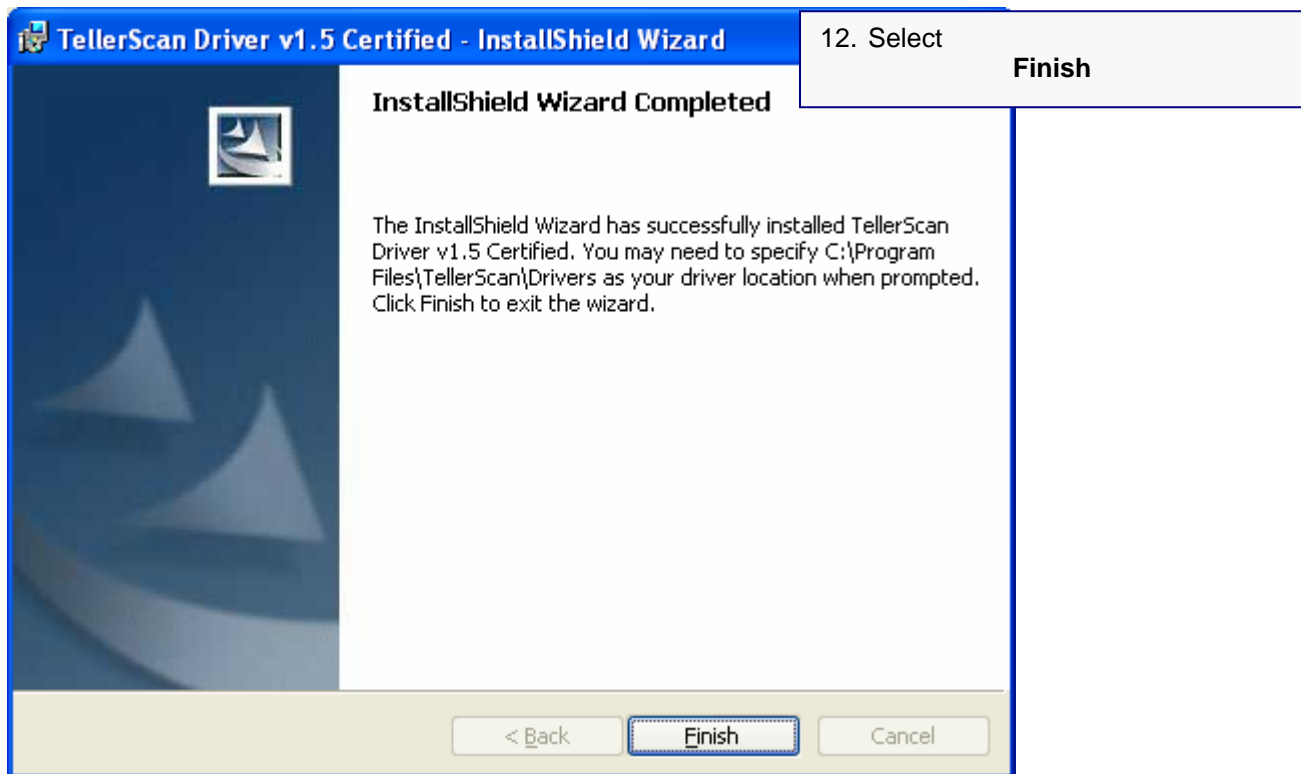 TellerScan Driver v1.5 Certified - InstallShield Wizard
12. Select
Finish
InstallShield Wizard Completed
The InstallShield Wizard has successfully installed TellerScan
Driver v1.5 Certified. You may need to specify C:\Program
Files\TellerScan\Drivers as your driver location when prompted.
Click Finish to exit the wizard.
< Back
Finish
Cancel